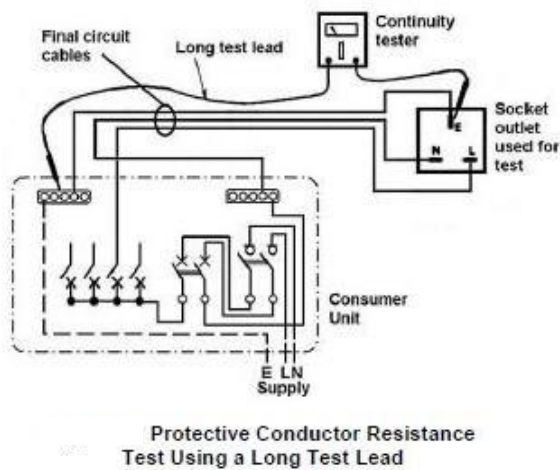 Continuity
tester
Final circuit
cables
Long test lead
Socket
outlet
used for
test
E
N L
Consumer
Unit
E LN
Supply
Protective Conductor Resistance
Test Using a Long Test Lead